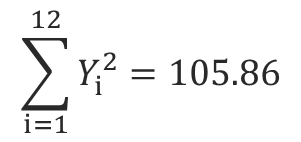 12
∑ Yᵢ² = 105.86
i=1